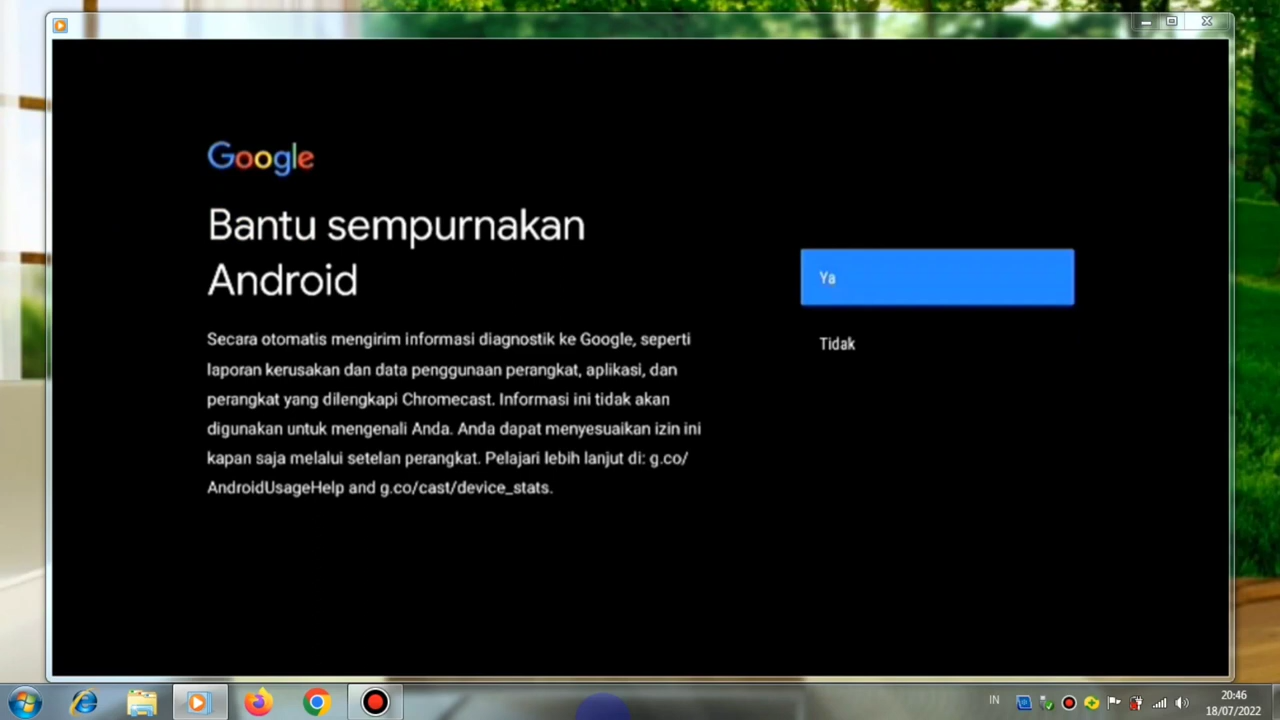 Google
Bantu sempurnakan
Android
Secara otomatis mengirim informasi diagnostik ke Google, seperti
laporan kerusakan dan data penggunaan perangkat, aplikasi, dan
perangkat yang dilengkapi Chromecast. Informasi ini tidak akan
digunakan untuk mengenali Anda. Anda dapat menyesuaikan izin ini
kapan saja melalui setelan perangkat. Pelajari lebih lanjut di: g.co/
AndroidUsageHelp and g.co/cast/device_stats.
Ya
Tidak
IN
20:46
18/07/2022